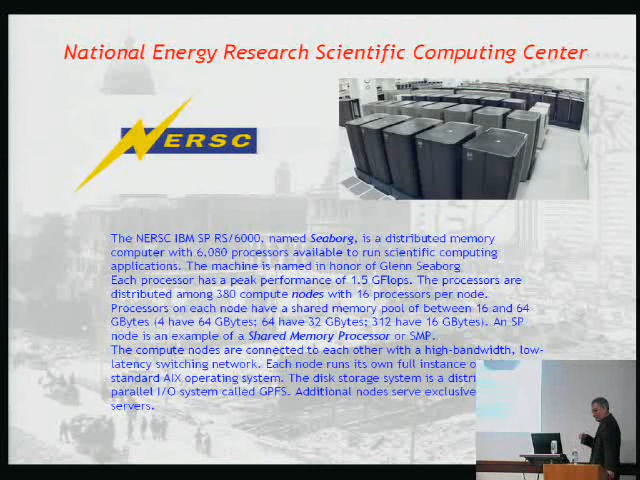 National Energy Research Scientific Computing Center
NERSC
The NERSC IBM SP RS/6000, named Seaborg, is a distributed memory
computer with 6,080 processors available to run scientific computing
applications. The machine is named in honor of Glenn Seaborg
Each processor has a peak performance of 1.5 GFlops. The processors are
distributed among 380 compute nodes with 16 processors per node.
Processors on each node have a shared memory pool of between 16 and 64
GBytes (4 have 64 GBytes; 64 have 32 GBytes; 312 have 16 GBytes). An SP
node is an example of a Shared Memory Processor or SMP.
The compute nodes are connected to each other with a high-bandwidth, low-
latency switching network. Each node runs its own full instance o
standard AIX operating system. The disk storage system is a distri
parallel I/O system called GPFS. Additional nodes serve exclusive
servers.